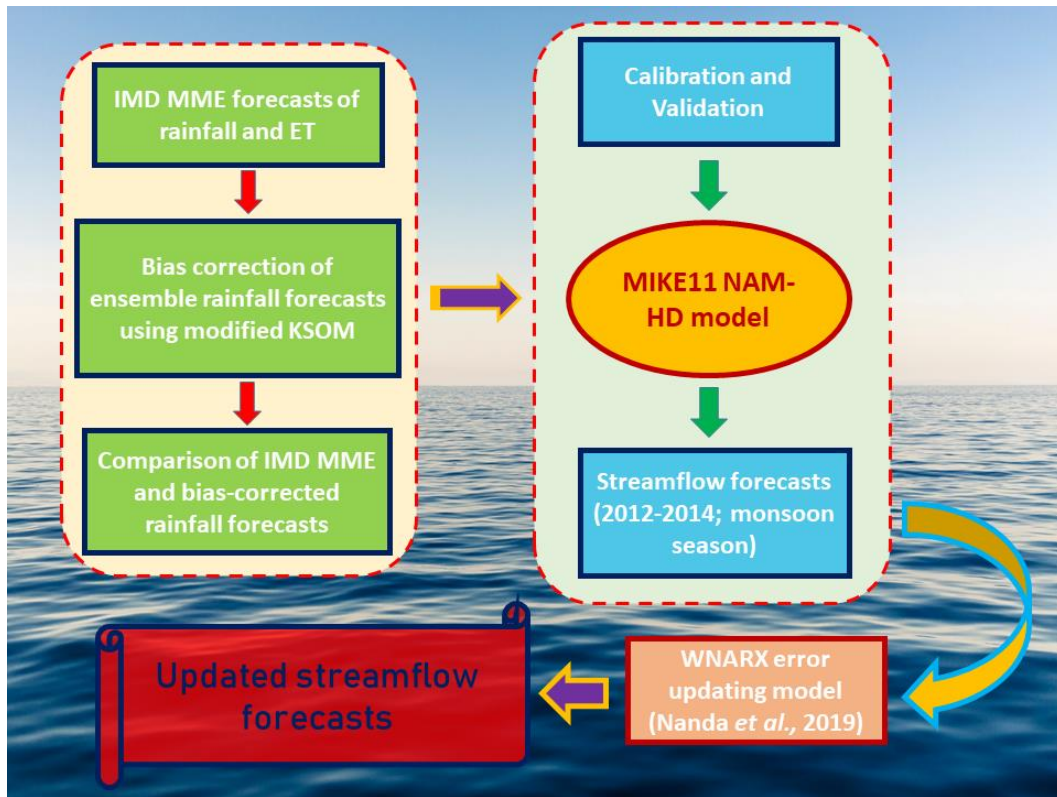 IMD MME forecasts of
rainfall and ET
Bias correction of
ensemble rainfall forecasts
using modified KSOM
Comparison of IMD MME
and bias-corrected
rainfall forecasts
Calibration and
Validation
MIKE11 NAM-
HD model
Streamflow forecasts
(2012-2014; monsoon
season)
WNARX error
updating model
(Nanda et al., 2019)
Updated streamflow
forecasts